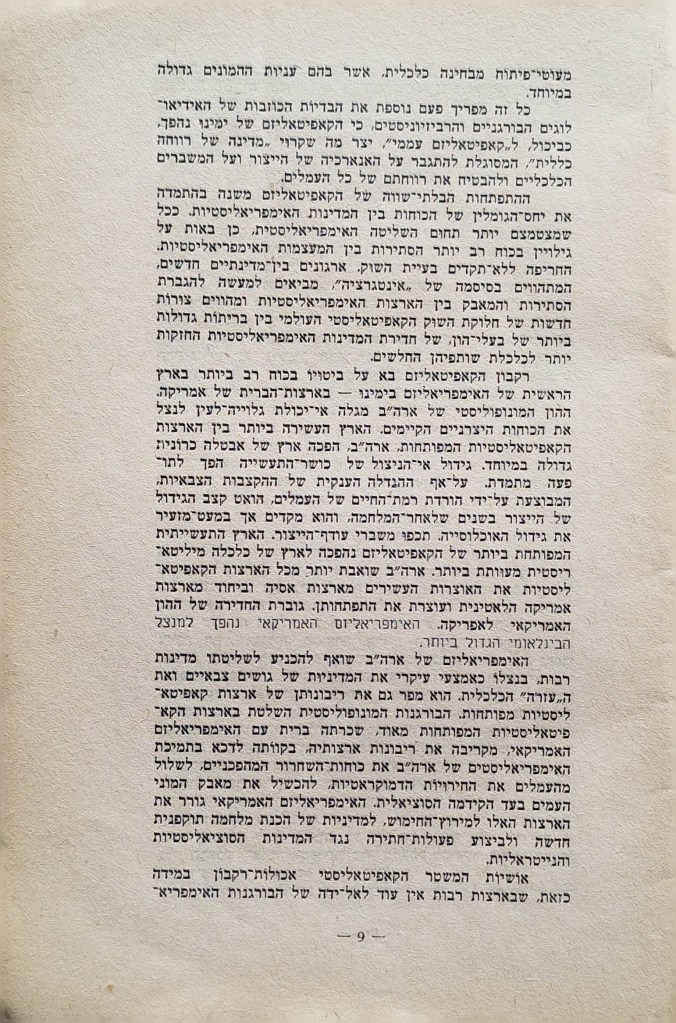 מעוטי־פיתוח מבחינה כלכלית, אשר בהם עניות ההמונים גדולה
במיוחד.
כל זה מפריך פעם נוספת את הבדיות הכוזבות של האידיאו־
לוגים הבורגניים והרביזיוניסטים, כי הקאפיטאליזם של ימינו נהפך,
כביכול, ל„קאפיטאליזם עממי", יצר מה שקרוי „מדינה של רווחה
כללית", המסוגלת להתגבר על האנארכיה של הייצור ועל המשברים
הכלכליים ולהבטיח את רווחתם של כל העמלים.
ההתפתחות הבלתי־שווה של הקאפיטאליזם משנה בהתמדה
את יחס־הגומלין של הכוחות בין המדינות האימפריאליסטיות. ככל
שמצטמצם יותר תחום השליטה האימפריאליסטית, כן באות על
גילויין בכוח רב יותר הסתירות בין המעצמות האימפריאליסטיות.
החריפה ללא־תקדים בעיית השוק. ארגונים בין־מדינתיים חדשים,
המתהווים בסיסמה של „אינטגרציה", מביאים למעשה להגברת
הסתירות והמאבק בין הארצות האימפריאליסטיות ומהווים צורות
חדשות של חלוקת השוק הקאפיטאליסטי העולמי בין בריתות גדולות
ביותר של בעלי־הון, של חדירת המדינות האימפריאליסטיות החזקות
יותר לכלכלת שותפיהן החלשים.
רקבון הקאפיטאליזם בא על ביטויו בכוח רב ביותר בארץ
הראשית של האימפריאליזם בימינו — בארצות־הברית של אמריקה.
ההון המונופוליסטי של ארה"ב מגלה אי־יכולת גלוייה־לעין לנצל
את הכוחות היצרניים הקיימים. הארץ העשירה ביותר בין הארצות
הקאפיטאליסטיות המפותחות, ארה"ב, הפכה ארץ של אבטלה כרונית
גדולה במיוחד. גידול אי־הניצול של כושר־התעשייה הפך לתו־
פעה מתמדת. על־אף ההגדלה הענקית של ההקצבות הצבאיות,
המבוצעת על־ידי הורדת רמת־החיים של העמלים, הואט קצב הגידול
של הייצור בשנים שלאחר־המלחמה, והוא מקדים אך במעט־מזעיר
את גידול האוכלוסייה. תכפו משברי עודף־הייצור. הארץ התעשייתית
המפותחת ביותר של הקאפיטאליזם נהפכה לארץ של כלכלה מיליטא־
ריסטית מעוותת ביותר. ארה"ב שואבת יותר מכל הארצות הקאפיטא־
ליסטיות את האוצרות העשירים מארצות אסיה וביחוד מארצות
אמריקה הלאטינית ועוצרת את התפתחותן. גוברת החדירה של ההון
האמריקאי לאפריקה. האימפריאליזם האמריקאי נהפך למנצל
הבינלאומי הגדול ביותר.
האימפריאליזם של ארה"ב שואף להכניע לשליטתו מדינות
רבות, בנצלו כאמצעי עיקרי את המדיניות של גושים צבאיים ואת
ה„עזרה" הכלכלית. הוא מפר גם את ריבונותן של ארצות קאפיטא־
ליסטיות מפותחות. הבורגנות המונופוליסטית השלטת בארצות הקא־
פיטאליסטיות המפותחות מאוד, שכרתה ברית עם האימפריאליזם
האמריקאי, מקריבה את ריבונות ארצותיה, בקוותה לדכא בתמיכת
האימפריאליסטים של ארה"ב את כוחות־השחרור המהפכניים, לשלול
מהעמלים את החירויות הדמוקראטיות, להכשיל את מאבק המוני
העמים בעד הקידמה הסוציאלית. האימפריאליזם האמריקאי גורר את
הארצות האלו למירוץ־החימוש, למדיניות של הכנת מלחמה תוקפנית
חדשה ולביצוע פעולות־חתירה נגד המדינות הסוציאליסטיות
והנייטראליות.
אושיות המשטר הקאפיטאליסטי אכולות־רקבון במידה
כזאת, שבארצות רבות אין עוד לאל־ידה של הבורגנות האימפריא־
— 9 —